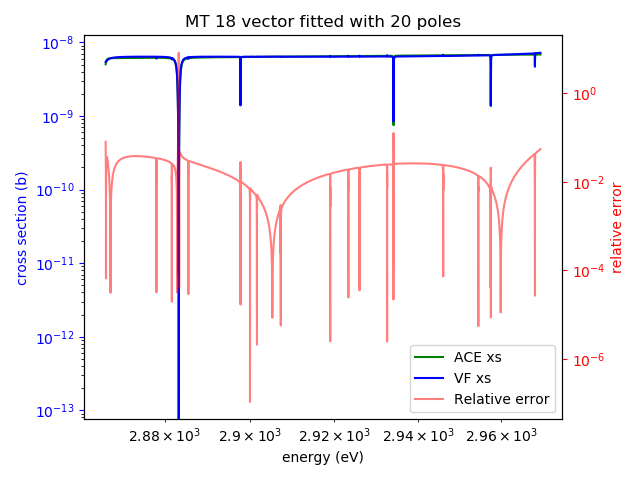 MT 18 vector fitted with 20 poles
10⁻⁸
10⁻⁹
10⁻¹⁰
10⁻¹¹
10⁻¹²
10⁻¹³
cross section (b)
10⁰
10⁻²
10⁻⁴
10⁻⁶
relative error
ACE xs
VF xs
Relative error
2.88 × 10³ 2.9 × 10³ 2.92 × 10³ 2.94 × 10³ 2.96 × 10³
energy (eV)